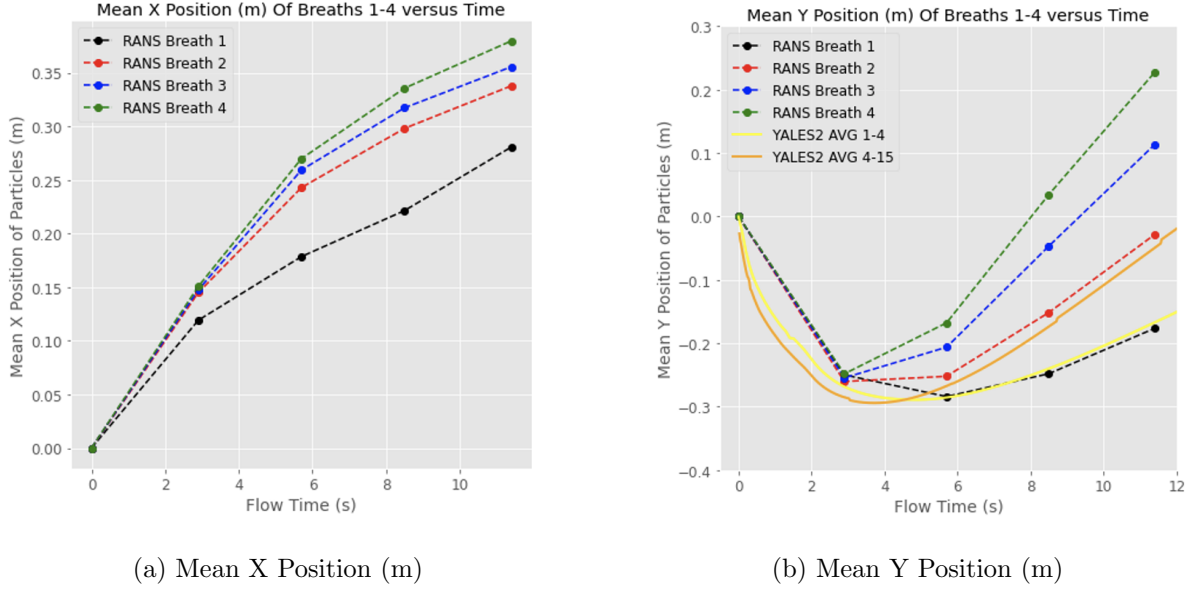 Mean X Position (m) Of Breaths 1-4 versus Time
RANS Breath 1
RANS Breath 2
RANS Breath 3
RANS Breath 4
Mean X Position of Particles (m)
0.35
0.30
0.25
0.20
0.15
0.10
0.05
0.00
0 2 4 6 8 10
Flow Time (s)
(a) Mean X Position (m)
Mean Y Position (m) Of Breaths 1-4 versus Time
RANS Breath 1
RANS Breath 2
RANS Breath 3
RANS Breath 4
YALES2 AVG 1-4
YALES2 AVG 4-15
Mean Y Position of Particles (m)
0.3
0.2
0.1
0.0
−0.1
−0.2
−0.3
−0.4
0 2 4 6 8 10 12
Flow Time (s)
(b) Mean Y Position (m)